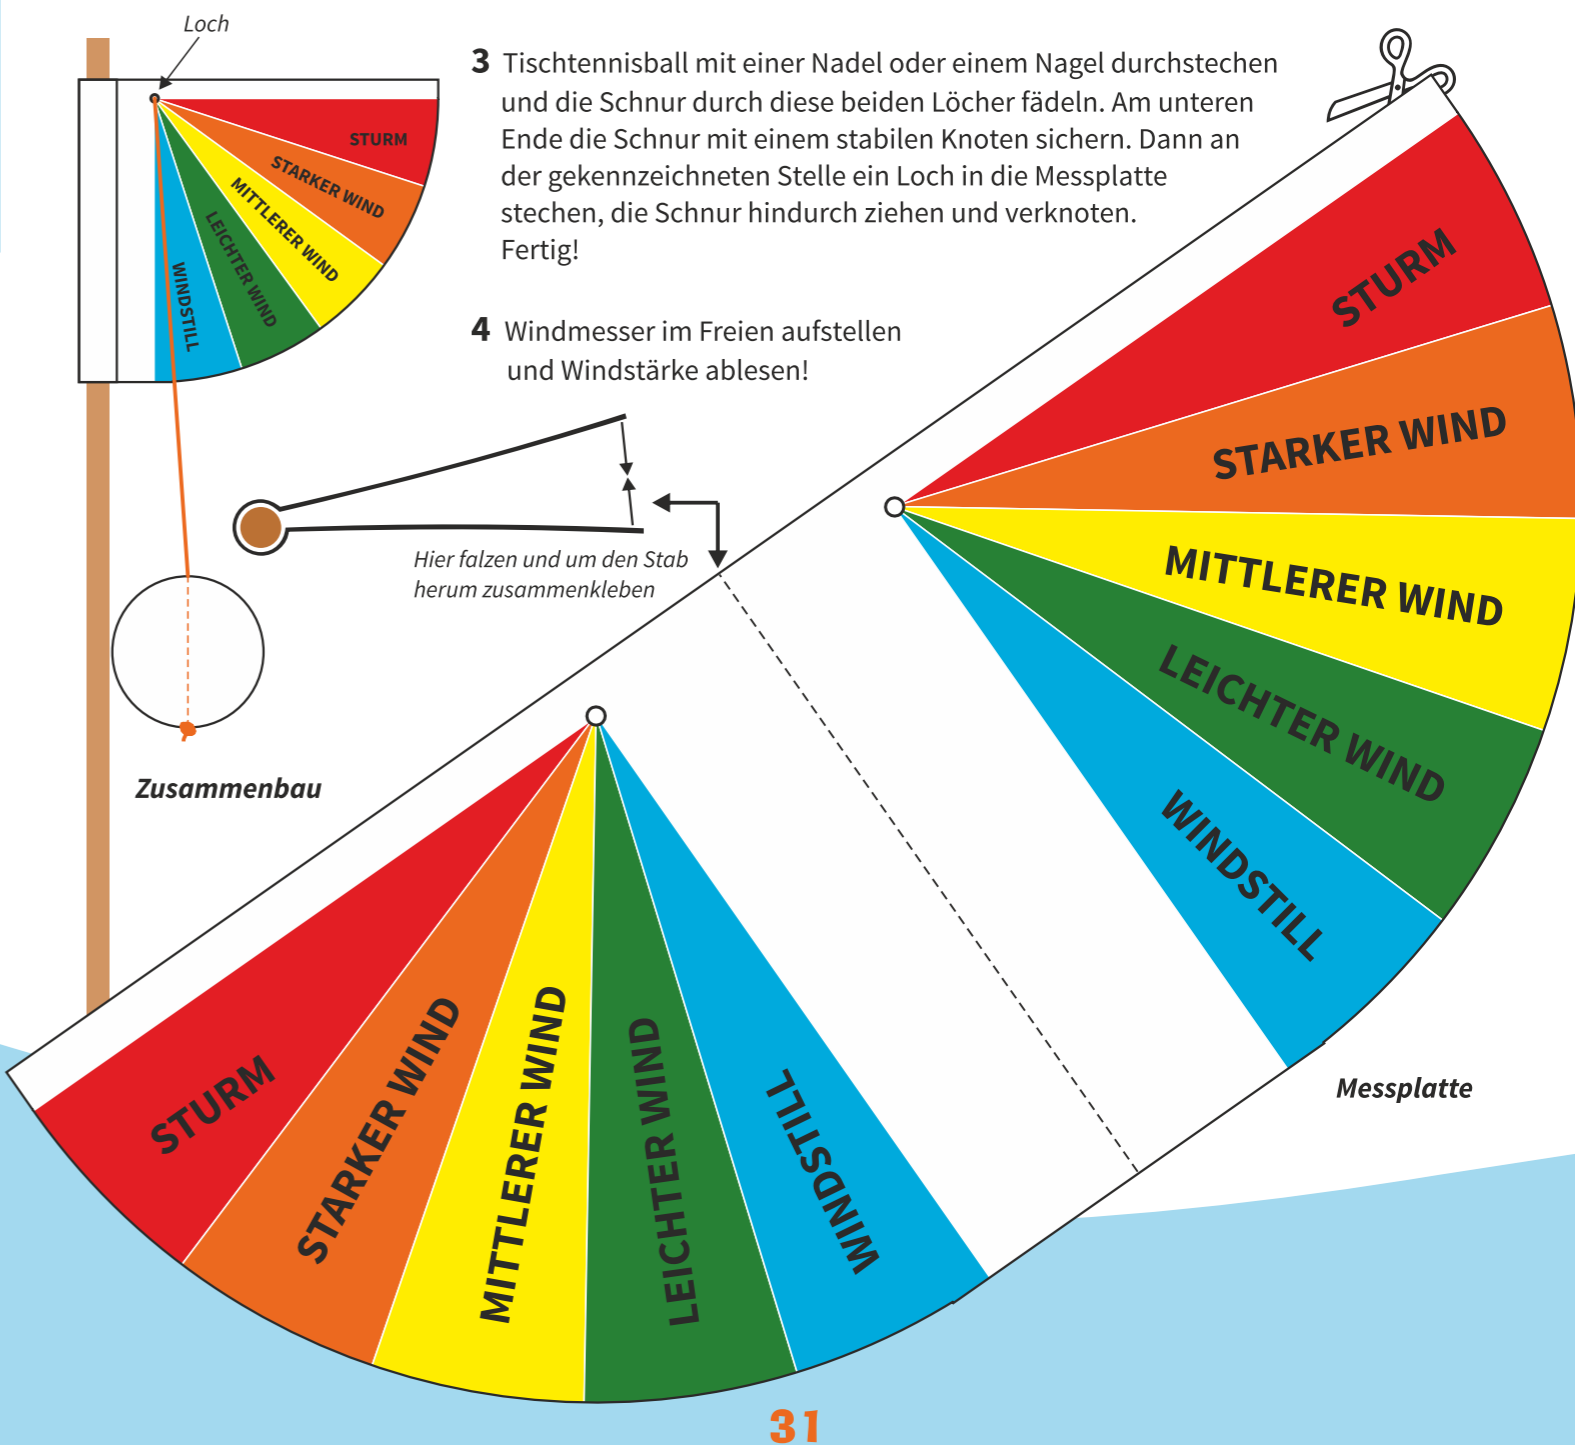 Loch
STURM
STARKER WIND
MITTLERER WIND
LEICHTER WIND
WINDSTILL
3 Tischtennisball mit einer Nadel oder einem Nagel durchstechen
und die Schnur durch diese beiden Löcher fädeln. Am unteren
Ende die Schnur mit einem stabilen Knoten sichern. Dann an
der gekennzeichneten Stelle ein Loch in die Messplatte
stechen, die Schnur hindurch ziehen und verknoten.
Fertig!
4 Windmesser im Freien aufstellen
und Windstärke ablesen!
Hier falzen und um den Stab
herum zusammenkleben
Zusammenbau
STURM
STARKER WIND
MITTLERER WIND
LEICHTER WIND
WINDSTILL
Messplatte
STURM
STARKER WIND
MITTLERER WIND
LEICHTER WIND
WINDSTILL
31